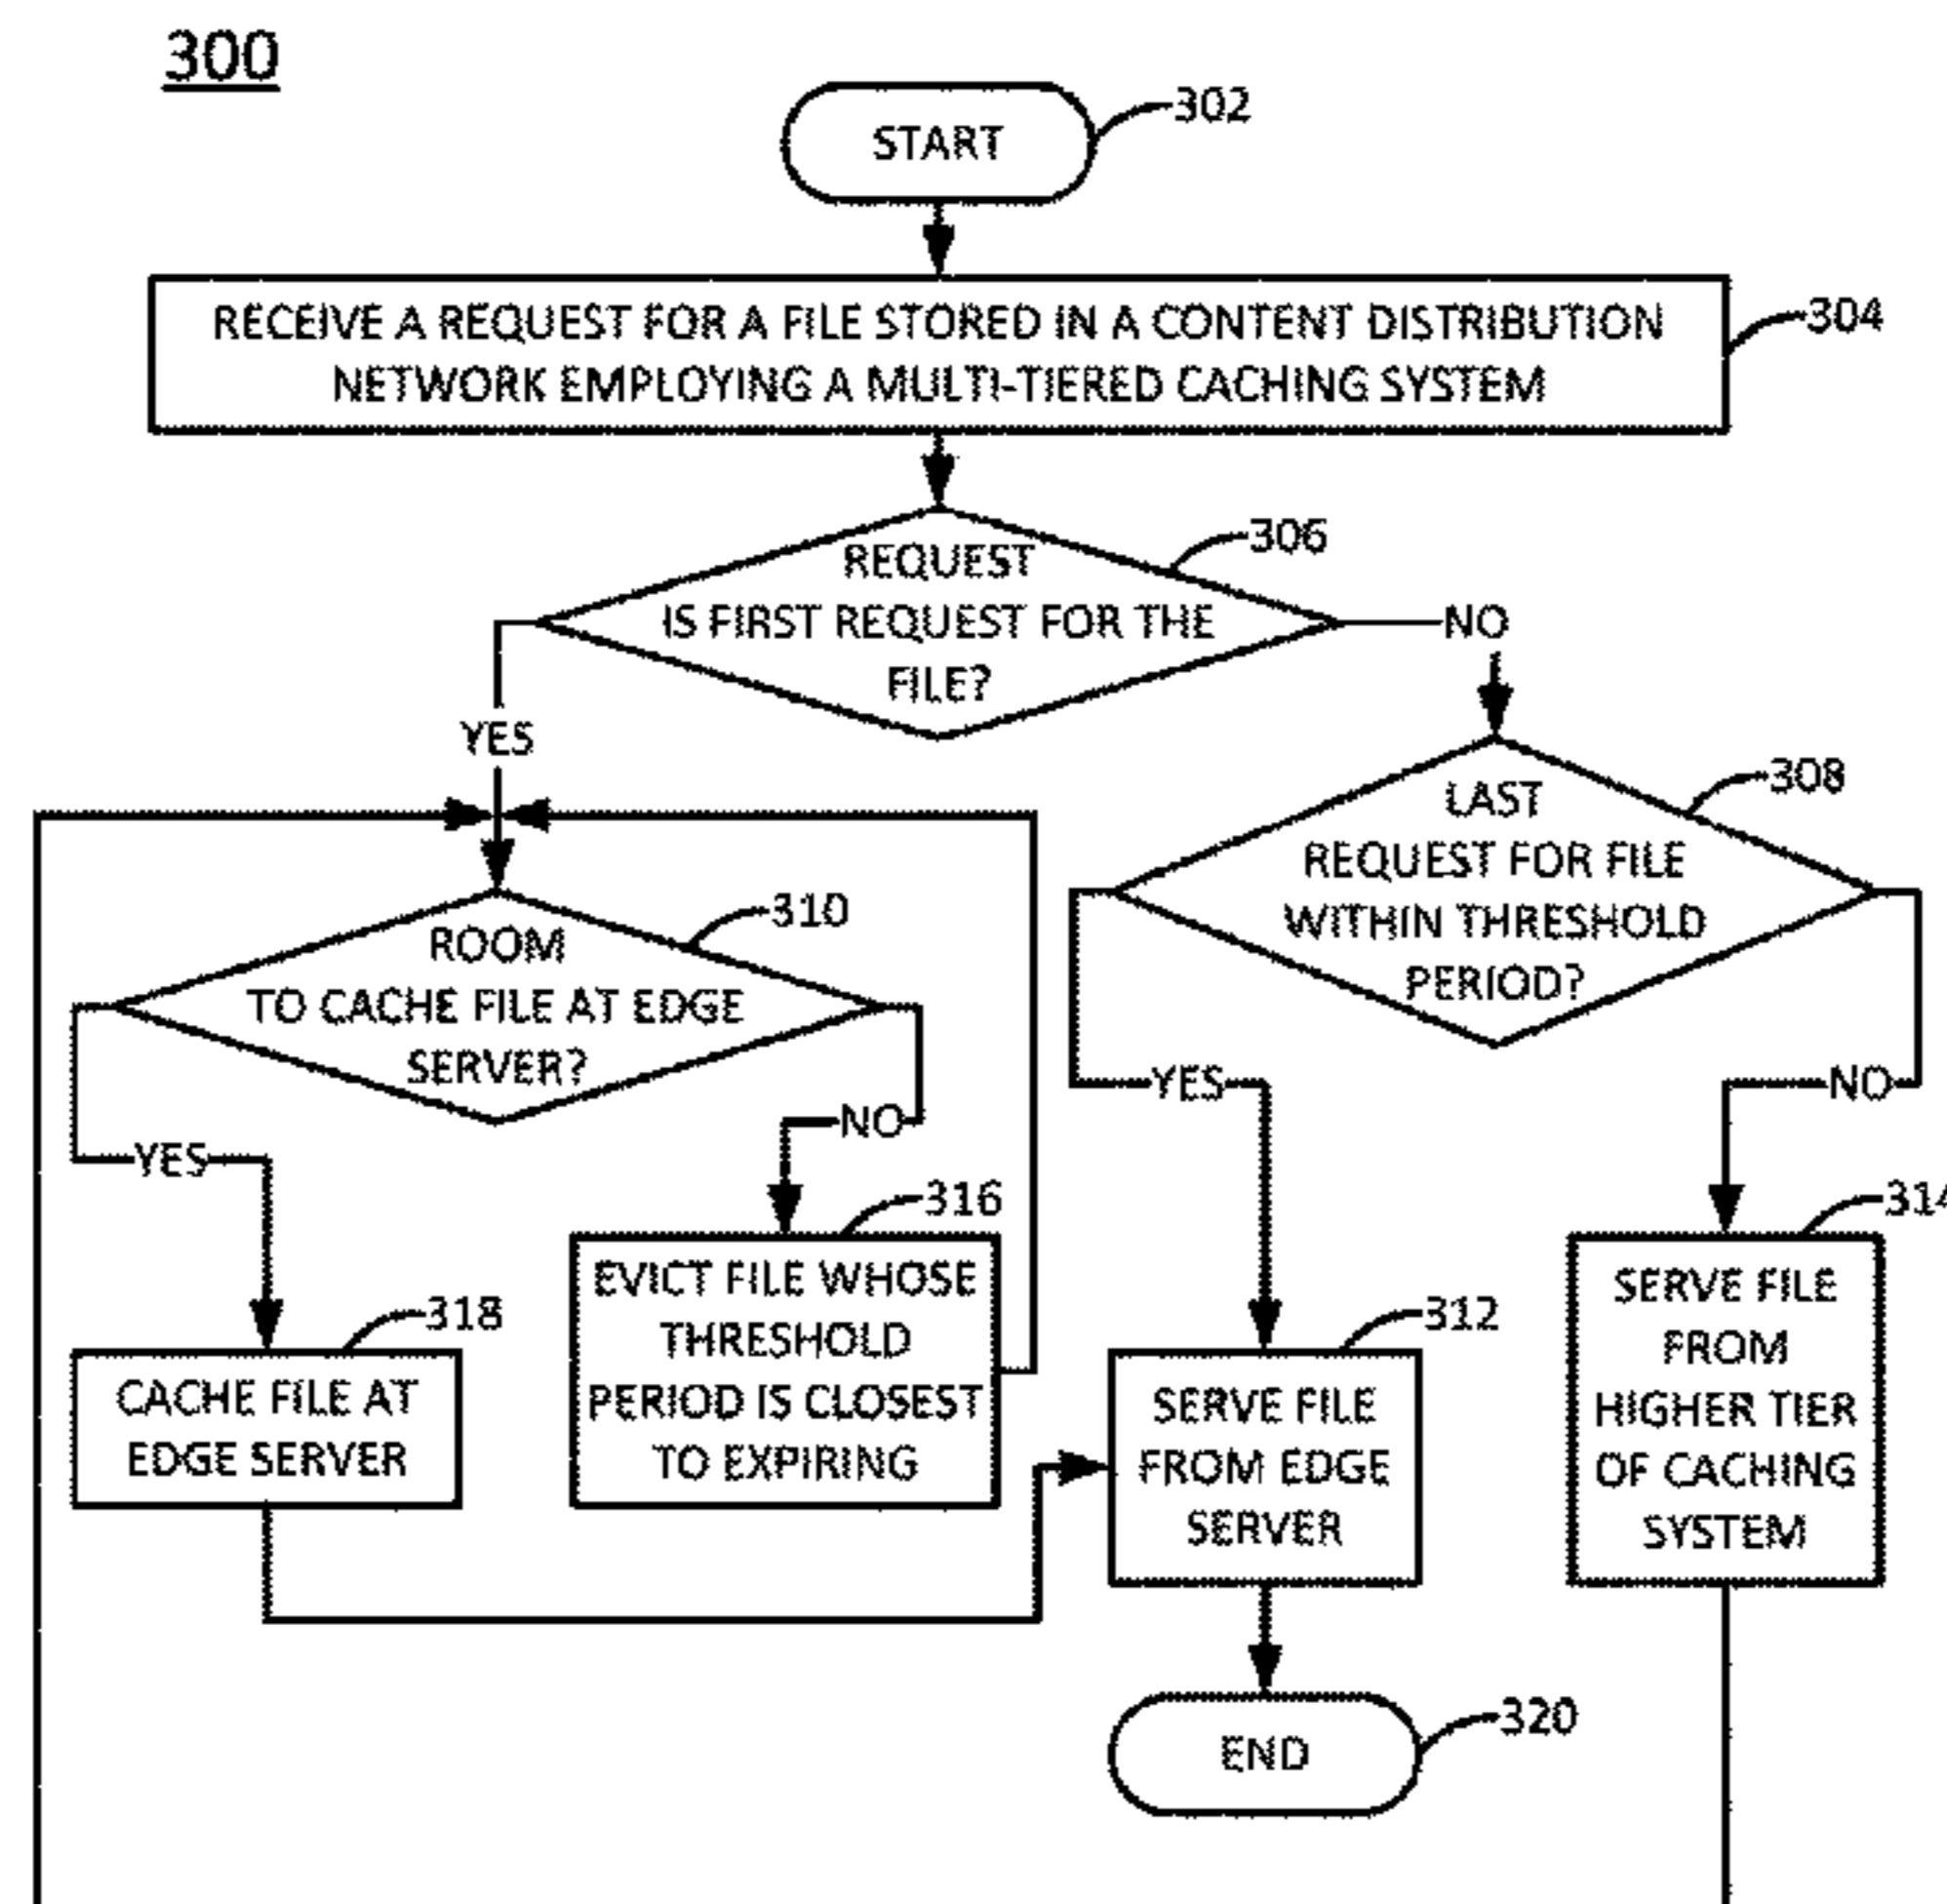 300
START
302
RECEIVE A REQUEST FOR A FILE STORED IN A CONTENT DISTRIBUTION
NETWORK EMPLOYING A MULTI-TIERED CACHING SYSTEM
304
REQUEST
IS FIRST REQUEST FOR THE
FILE?
306
NO
YES
LAST
REQUEST FOR FILE
WITHIN THRESHOLD
PERIOD?
308
ROOM
TO CACHE FILE AT EDGE
SERVER?
310
YES
NO
YES
NO
EVICT FILE WHOSE
THRESHOLD
PERIOD IS CLOSEST
TO EXPIRING
316
SERVE FILE
FROM
HIGHER TIER
OF CACHING
SYSTEM
314
CACHE FILE AT
EDGE SERVER
318
SERVE FILE
FROM EDGE
SERVER
312
END
320